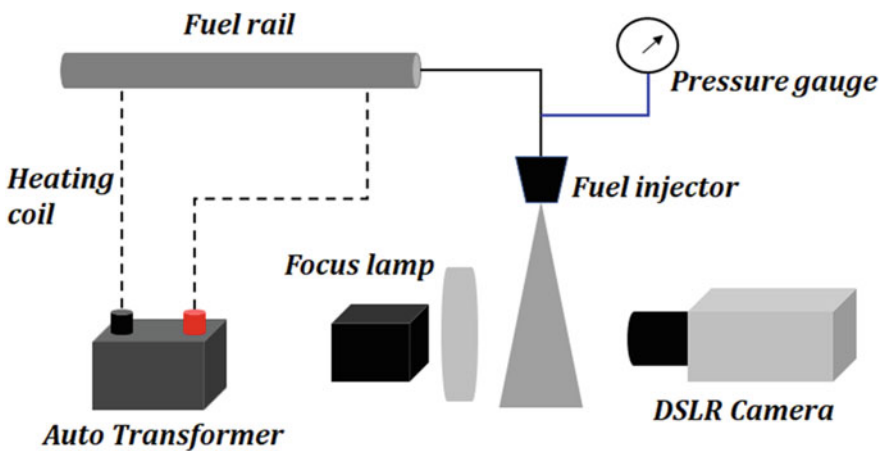 Fuel rail
Pressure gauge
Heating
coil
Fuel injector
Focus lamp
DSLR Camera
Auto Transformer